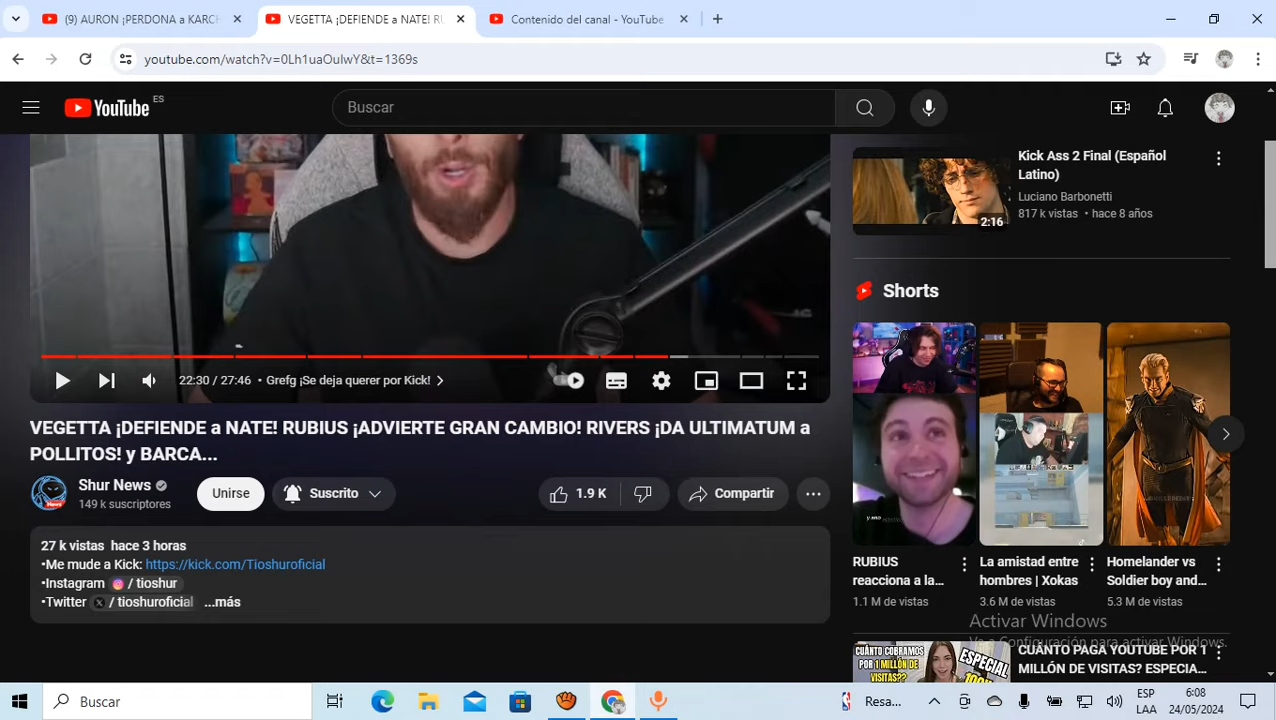 (9) AURON ¡PERDONA a KARCH
VEGETTA ¡DEFIENDE a NATE! RU
Contenido del canal - YouTube
youtube.com/watch?v=0Lh1uaOulwY&t=1369s
YouTube ES
Buscar
Kick Ass 2 Final (Español
Latino)
Luciano Barbonetti
817 k vistas • hace 8 años
2:16
Shorts
22:30 / 27:46 • Grefg ¡Se deja querer por Kick!
VEGETTA ¡DEFIENDE a NATE! RUBIUS ¡ADVIERTE GRAN CAMBIO! RIVERS ¡DA ULTIMATUM a
POLLITOS! y BARCA...
Shur News
149 k suscriptores
Unirse
Suscrito
1.9 K
Compartir
27 k vistas hace 3 horas
•Me mude a Kick: https://kick.com/Tioshuroficial
•Instagram / tioshur
•Twitter / tioshuroficial ...más
RUBIUS
reacciona a la...
1.1 M de vistas
La amistad entre
hombres | Xokas
3.6 M de vistas
Homelander vs
Soldier boy and...
5.3 M de vistas
Activar Windows
Ve a Configuración para activar Windows.
CUÁNTO COBRAMOS
POR 1 MILLÓN DE
VISITAS??
ESPECIAL
CUÁNTO PAGA YOUTUBE POR 1
MILLÓN DE VISITAS? ESPECIA...
Buscar
Resa...
ESP
LAA
6:08
24/05/2024